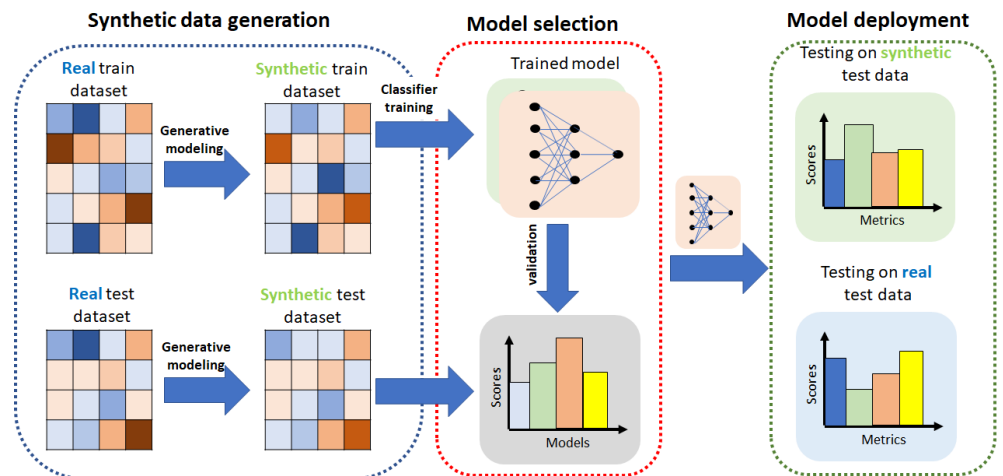 Synthetic data generation
Model selection
Model deployment
Real train
dataset
Generative
modeling
Synthetic train
dataset
Classifier
training
Trained model
validation
Scores
Models
Real test
dataset
Generative
modeling
Synthetic test
dataset
Testing on synthetic
test data
Scores
Metrics
Testing on real
test data
Scores
Metrics